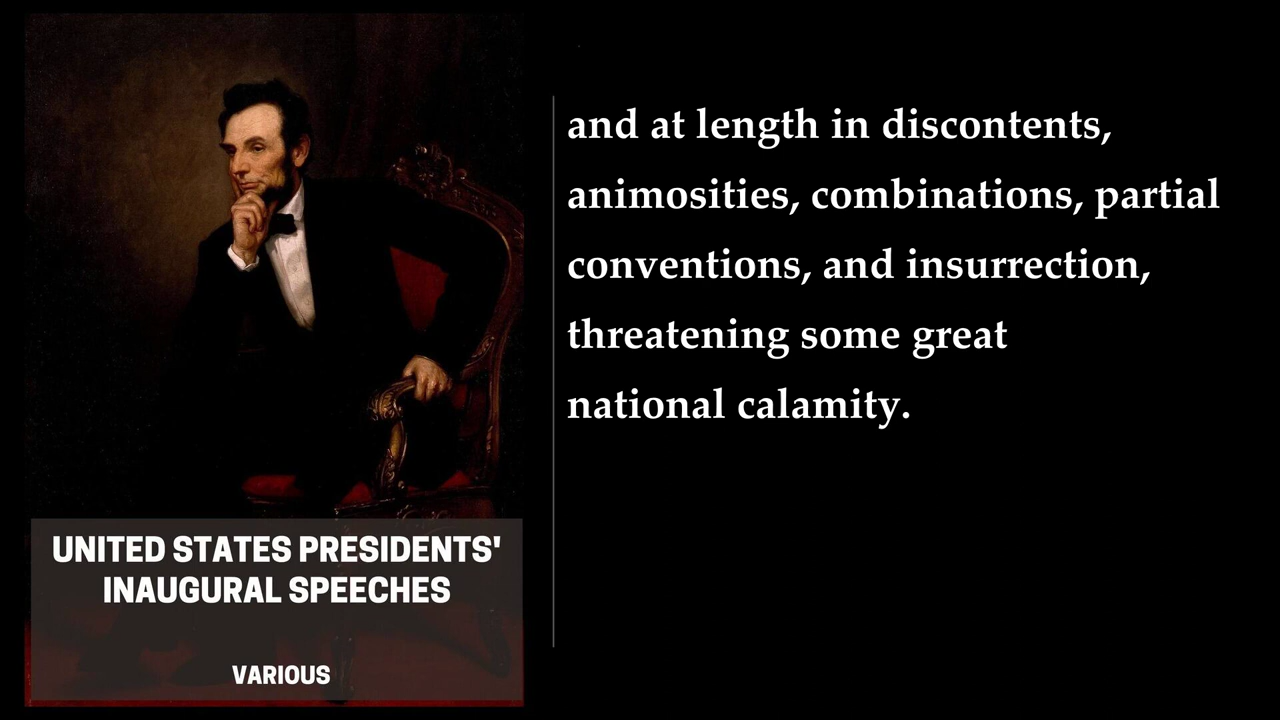 and at length in discontents,
animosities, combinations, partial
conventions, and insurrection,
threatening some great
national calamity.
UNITED STATES PRESIDENTS'
INAUGURAL SPEECHES
VARIOUS